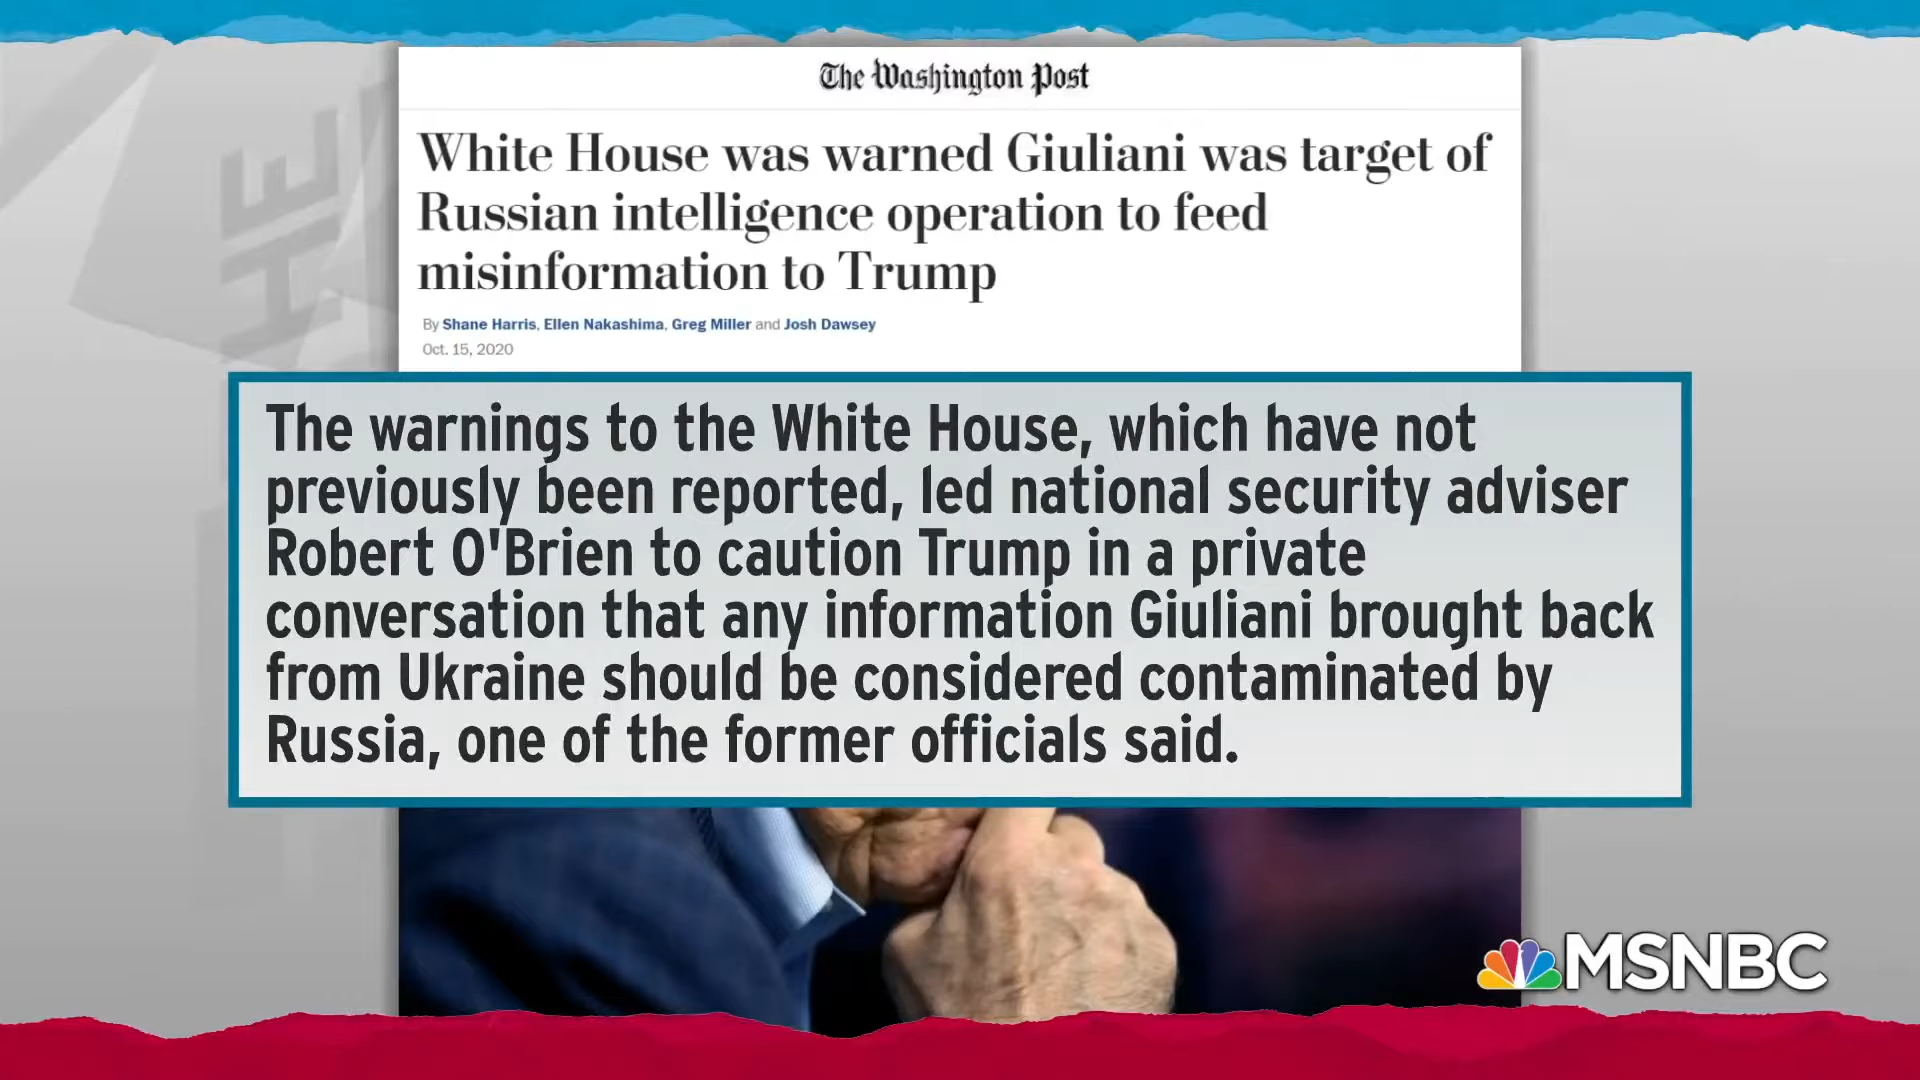 The Washington Post
White House was warned Giuliani was target of
Russian intelligence operation to feed
misinformation to Trump
By Shane Harris, Ellen Nakashima, Greg Miller and Josh Dawsey
Oct. 15, 2020
The warnings to the White House, which have not
previously been reported, led national security adviser
Robert O'Brien to caution Trump in a private
conversation that any information Giuliani brought back
from Ukraine should be considered contaminated by
Russia, one of the former officials said.
MSNBC
HE